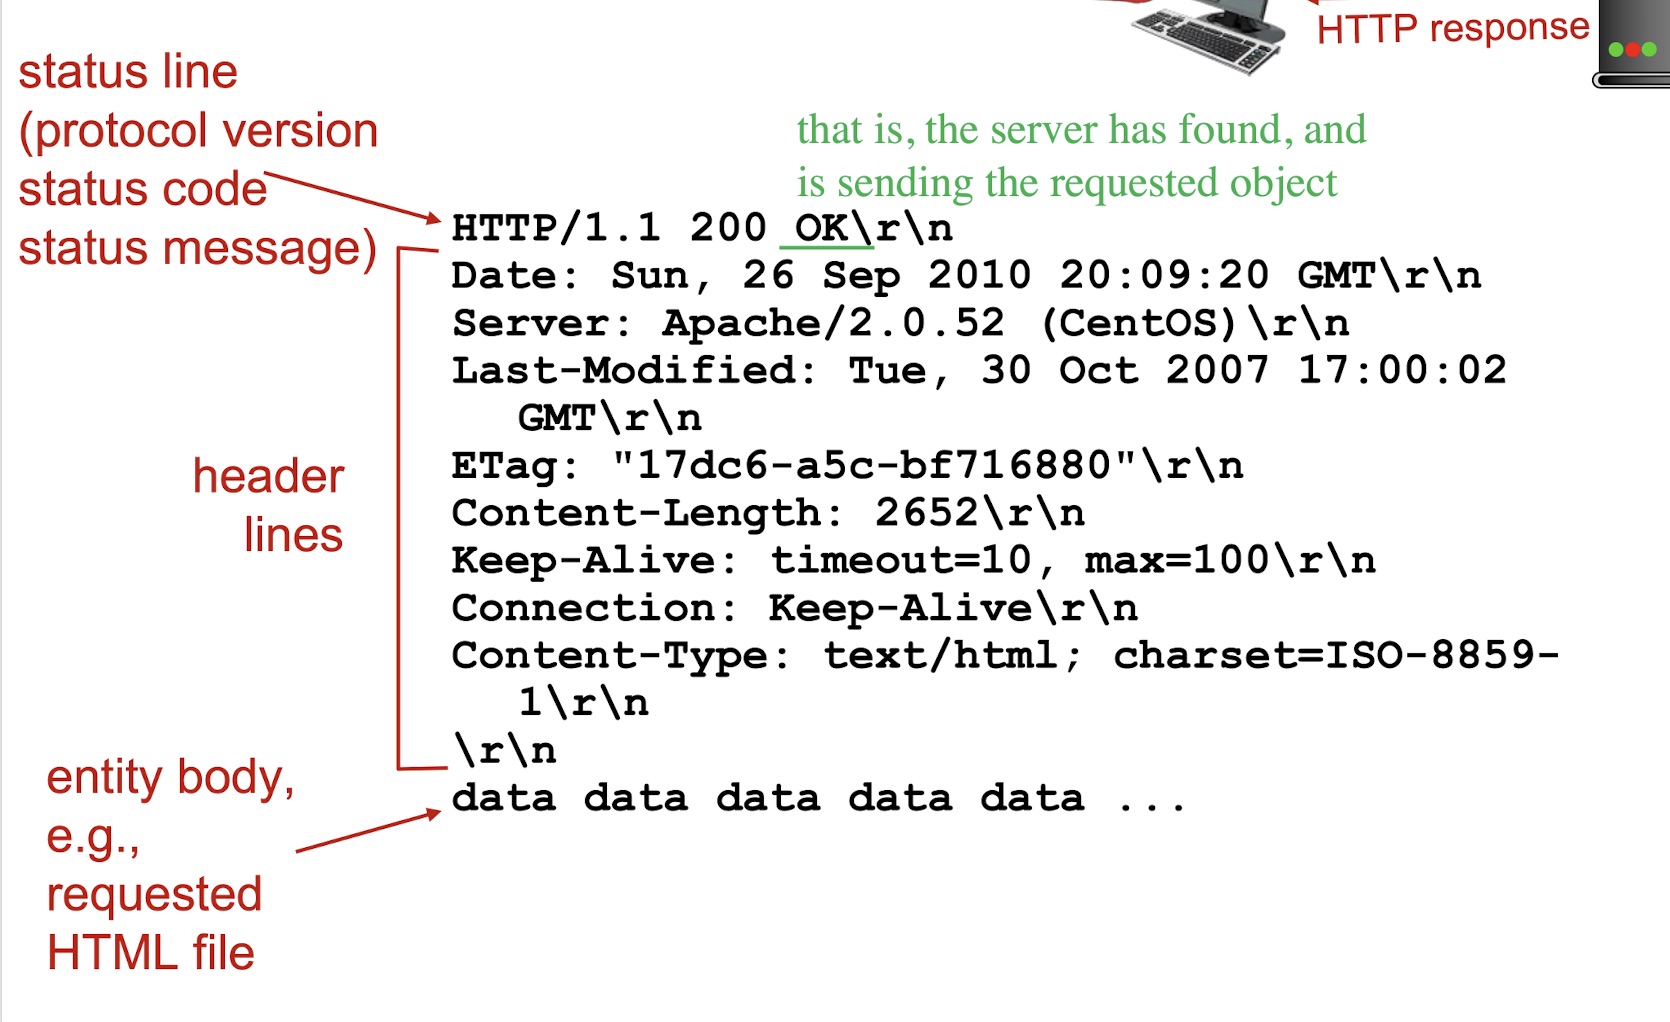 HTTP response
status line
(protocol version
status code
status message)
that is, the server has found, and
is sending the requested object
HTTP/1.1 200 OK\r\n
Date: Sun, 26 Sep 2010 20:09:20 GMT\r\n
Server: Apache/2.0.52 (CentOS)\r\n
Last-Modified: Tue, 30 Oct 2007 17:00:02
GMT\r\n
ETag: "17dc6-a5c-bf716880"\r\n
Content-Length: 2652\r\n
Keep-Alive: timeout=10, max=100\r\n
Connection: Keep-Alive\r\n
Content-Type: text/html; charset=ISO-8859-
1\r\n
\r\n
header
lines
data data data data data ...
entity body,
e.g.,
requested
HTML file